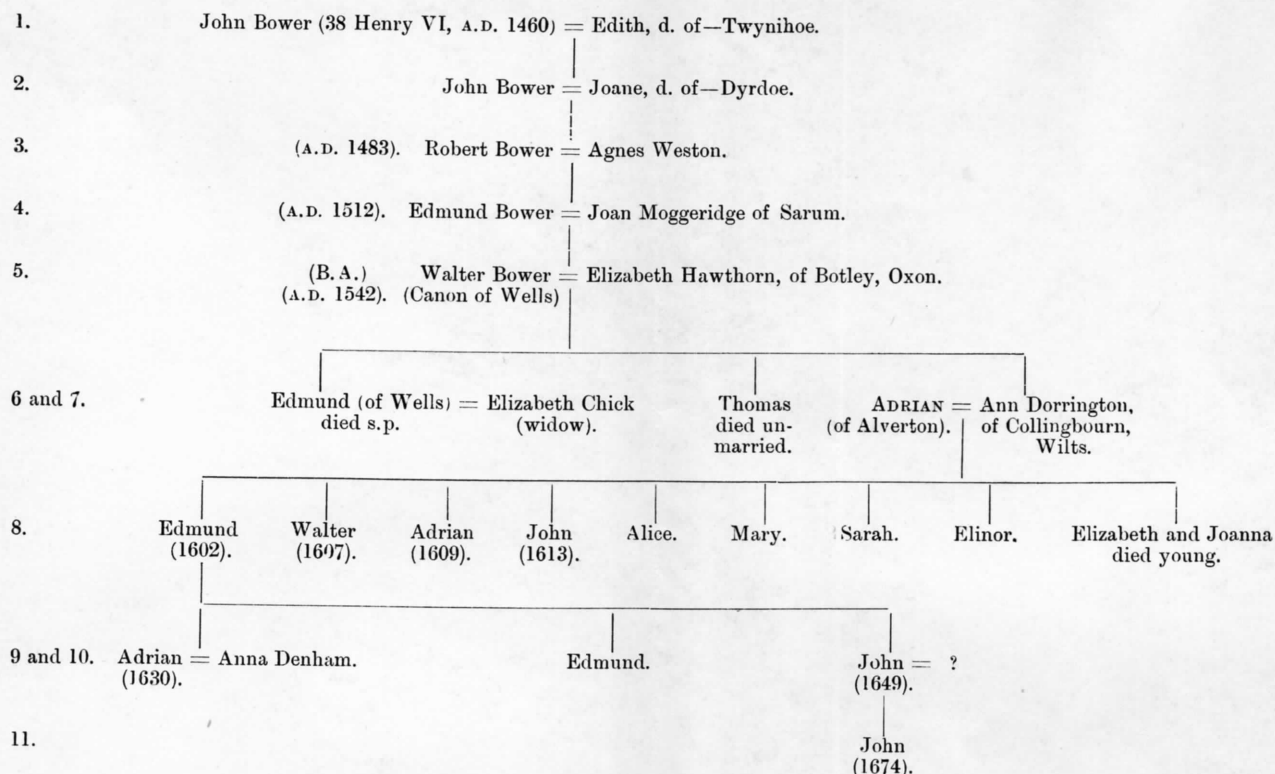 1. John Bower (38 Henry VI, A.D. 1460) = Edith, d. of—Twynihoe.
2. John Bower = Joane, d. of—Dyrdoe.
3. (A.D. 1483). Robert Bower = Agnes Weston.
4. (A.D. 1512). Edmund Bower = Joan Moggeridge of Sarum.
5. (B.A.) Walter Bower = Elizabeth Hawthorn, of Botley, Oxon.
(A.D. 1542). (Canon of Wells)
6 and 7. Edmund (of Wells) = Elizabeth Chick Thomas ADRIAN = Ann Dorrington,
died s.p. (widow). died un- (of Alverton). of Collingbourn,
married. Wilts.
8. Edmund Walter Adrian John Alice. Mary. Sarah. Elinor. Elizabeth and Joanna
(1602). (1607). (1609). (1613). died young.
9 and 10. Adrian = Anna Denham. Edmund. John = ?
(1630). (1649).
11. John
(1674).